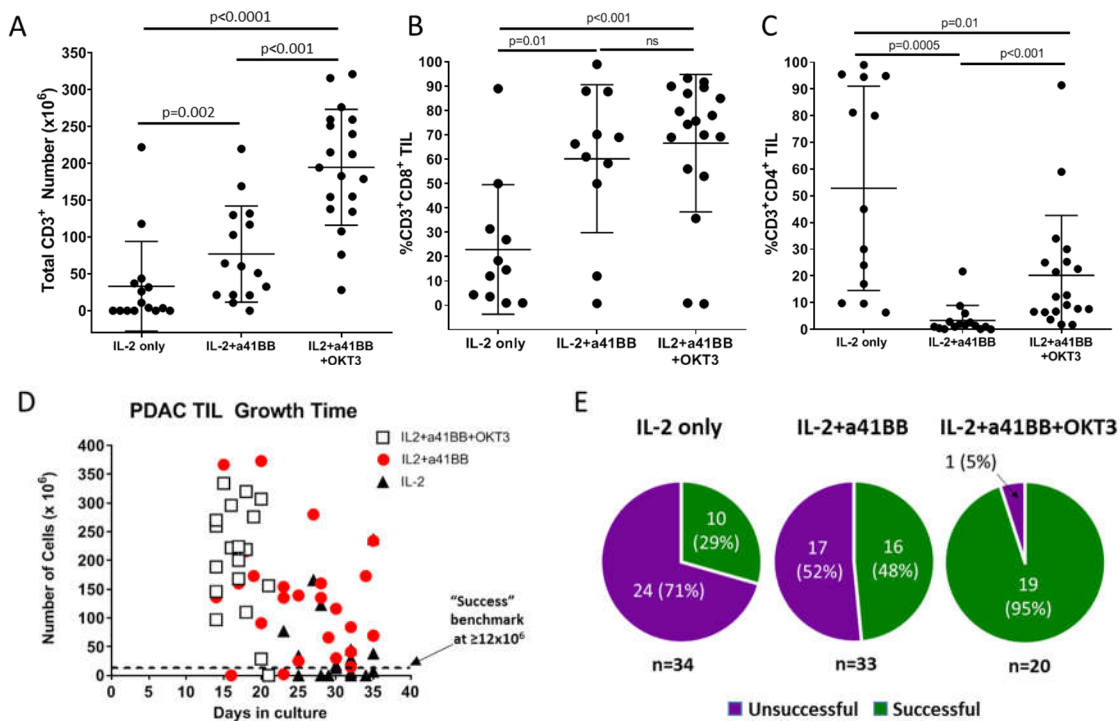 A
p<0.0001
p<0.001
p=0.002
Total CD3+ Number (x10^6)
350
300
250
200
150
100
50
0
IL-2 only
IL-2+a41BB
IL2+a41BB
+OKT3
B
p<0.001
p=0.01
ns
%CD3+CD8+ TIL
100
90
80
70
60
50
40
30
20
10
0
IL-2 only
IL-2+a41BB
IL2+a41BB
+OKT3
C
p=0.01
p=0.0005
p<0.001
%CD3+CD4+ TIL
100
90
80
70
60
50
40
30
20
10
0
IL-2 only
IL-2+a41BB
IL2+a41BB
+OKT3
D
PDAC TIL Growth Time
IL2+a41BB+OKT3
IL2+a41BB
IL-2
Number of Cells (x 10^6)
400
350
300
250
200
150
100
50
0
0 5 10 15 20 25 30 35 40
Days in culture
“Success”
benchmark
at ≥12x10^6
E
IL-2 only
IL-2+a41BB
IL-2+a41BB+OKT3
10
(29%)
24 (71%)
n=34
17
(52%)
16
(48%)
n=33
1 (5%)
19
(95%)
n=20
Unsuccessful
Successful